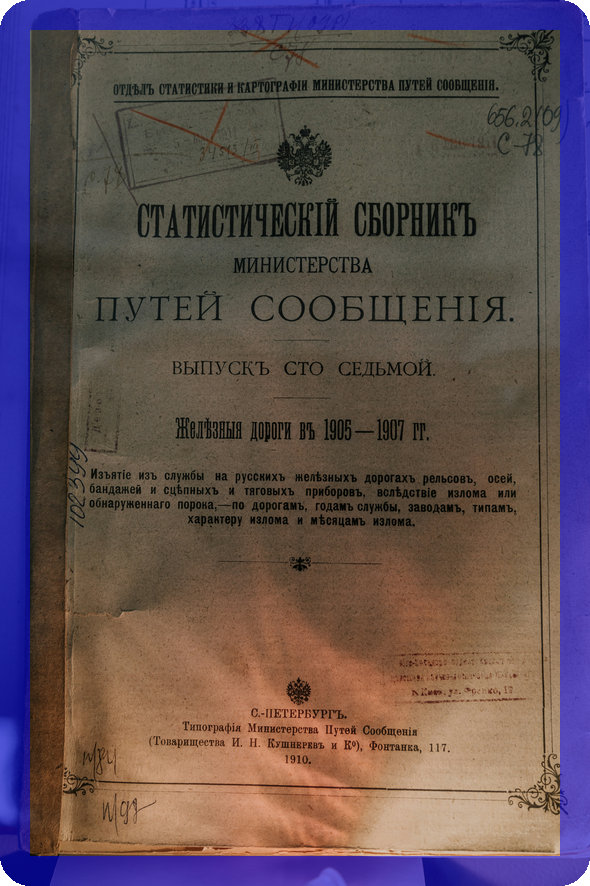 656.2(09)
С-78
ОТДѢЛЪ СТАТИСТИКИ И КАРТОГРАФІИ МИНИСТЕРСТВА ПУТЕЙ СООБЩЕНІЯ.
СТАТИСТИЧЕСКІЙ СБОРНИКЪ
МИНИСТЕРСТВА
ПУТЕЙ СООБЩЕНІЯ.
ВЫПУСКЪ СТО СЕДЬМОЙ.
Желѣзныя дороги въ 1905—1907 гг.
Изъятіе изъ службы на русскихъ желѣзныхъ дорогахъ рельсовъ, осей,
бандажей и сцѣпныхъ и тяговыхъ приборовъ, вслѣдствіе излома или
обнаруженнаго порока,—по дорогамъ, годамъ службы, заводамъ, типамъ,
характеру излома и мѣсяцамъ излома.
102399
С.-ПЕТЕРБУРГЪ.
Типографія Министерства Путей Сообщенія
(Товарищества И. Н. Кушнеревъ и К⁰), Фонтанка, 117.
1910.